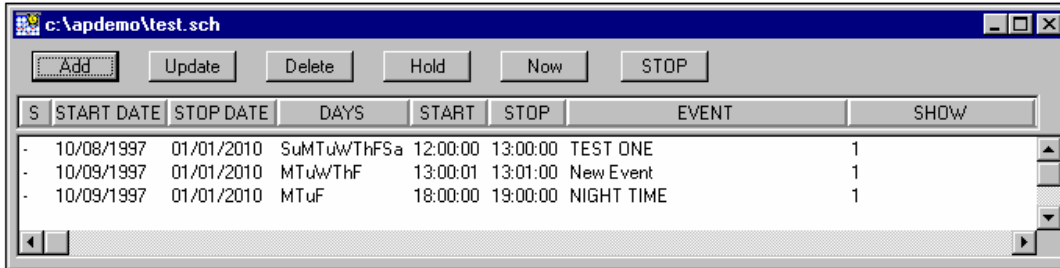 c:\apdemo\test.sch
Add Update Delete Hold Now STOP
S START DATE STOP DATE DAYS START STOP EVENT SHOW
- 10/08/1997 01/01/2010 SuMTuWThFSa 12:00:00 13:00:00 TEST ONE 1
- 10/09/1997 01/01/2010 MTuWThF 13:00:01 13:01:00 New Event 1
- 10/09/1997 01/01/2010 MTuF 18:00:00 19:00:00 NIGHT TIME 1